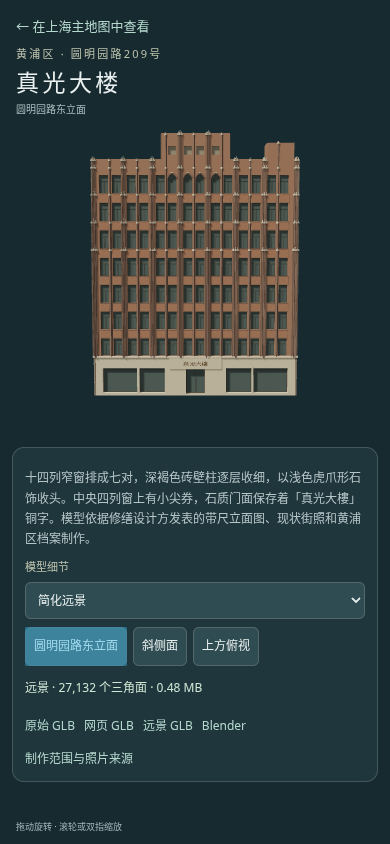 ← 在上海主地图中查看
黄浦区 · 圆明园路209号
真光大楼
圆明园路东立面
真光大楼
十四列窄窗排成七对，深褐色砖壁柱逐层收细，以浅色虎爪形石
饰收头。中央四列窗上有小尖券，石质门面保存着「真光大楼」
铜字。模型依据修缮设计方发表的带尺立面图、现状街照和黄浦
区档案制作。
模型细节
简化远景
圆明园路东立面
斜侧面
上方俯视
远景 · 27,132 个三角面 · 0.48 MB
原始 GLB 网页 GLB 远景 GLB Blender
制作范围与照片来源
拖动旋转 · 滚轮或双指缩放